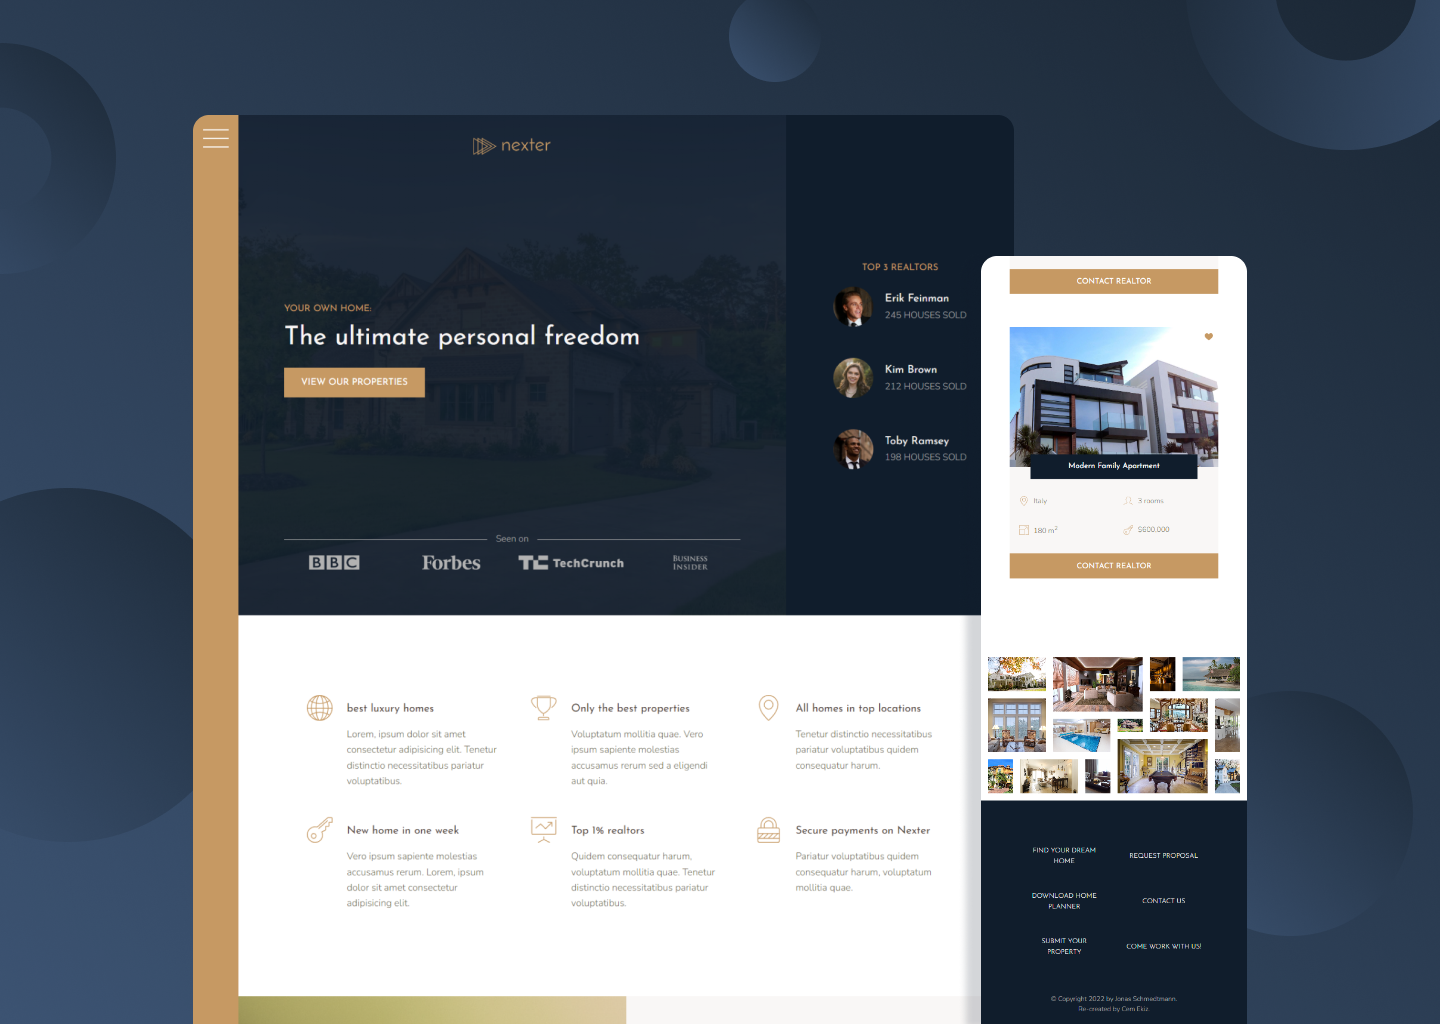 nexter
YOUR OWN HOME:
The ultimate personal freedom
VIEW OUR PROPERTIES
Seen on
BBC
Forbes
TC TechCrunch
BUSINESS
INSIDER
TOP 3 REALTORS
Erik Feinman
245 HOUSES SOLD
Kim Brown
212 HOUSES SOLD
Toby Ramsey
198 HOUSES SOLD
best luxury homes
Lorem, ipsum dolor sit amet
consectetur adipisicing elit. Tenetur
distinctio necessitatibus pariatur
voluptatibus.
Only the best properties
Voluptatum mollitia quae. Vero
ipsum sapiente molestias
accusamus rerum sed a eligendi
aut quia.
All homes in top locations
Tenetur distinctio necessitatibus
pariatur voluptatibus quidem
consequatur harum.
New home in one week
Vero ipsum sapiente molestias
accusamus rerum. Lorem, ipsum
dolor sit amet consectetur
adipisicing elit.
Top 1% realtors
Quidem consequatur harum,
voluptatum mollitia quae. Tenetur
distinctio necessitatibus pariatur
voluptatibus.
Secure payments on Nexter
Pariatur voluptatibus quidem
consequatur harum, voluptatum
mollitia quae.
CONTACT REALTOR
Modern Family Apartment
Italy
3 rooms
180 m²
$600.000
CONTACT REALTOR
FIND YOUR DREAM
HOME
REQUEST PROPOSAL
DOWNLOAD HOME
PLANNER
CONTACT US
SUBMIT YOUR
PROPERTY
COME WORK WITH US!
© Copyright 2022 by Jonas Schmedtmann.
Re-created by Cem Ekiz.